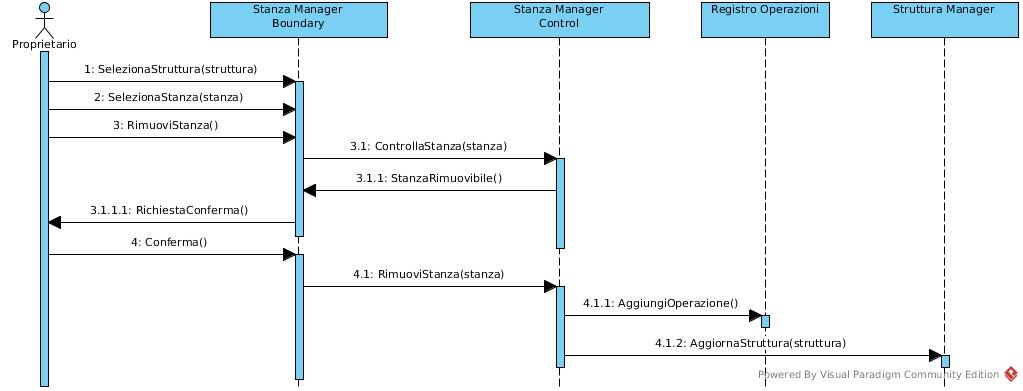 Stanza Manager
Boundary
Stanza Manager
Control
Registro Operazioni
Struttura Manager
Proprietario
1: SelezionaStruttura(struttura)
2: SelezionaStanza(stanza)
3: RimuoviStanza()
3.1: ControllaStanza(stanza)
3.1.1: StanzaRimuovibile()
3.1.1.1: RichiestaConferma()
4: Conferma()
4.1: RimuoviStanza(stanza)
4.1.1: AggiungiOperazione()
4.1.2: AggiornaStruttura(struttura)
Powered By Visual Paradigm Community Edition